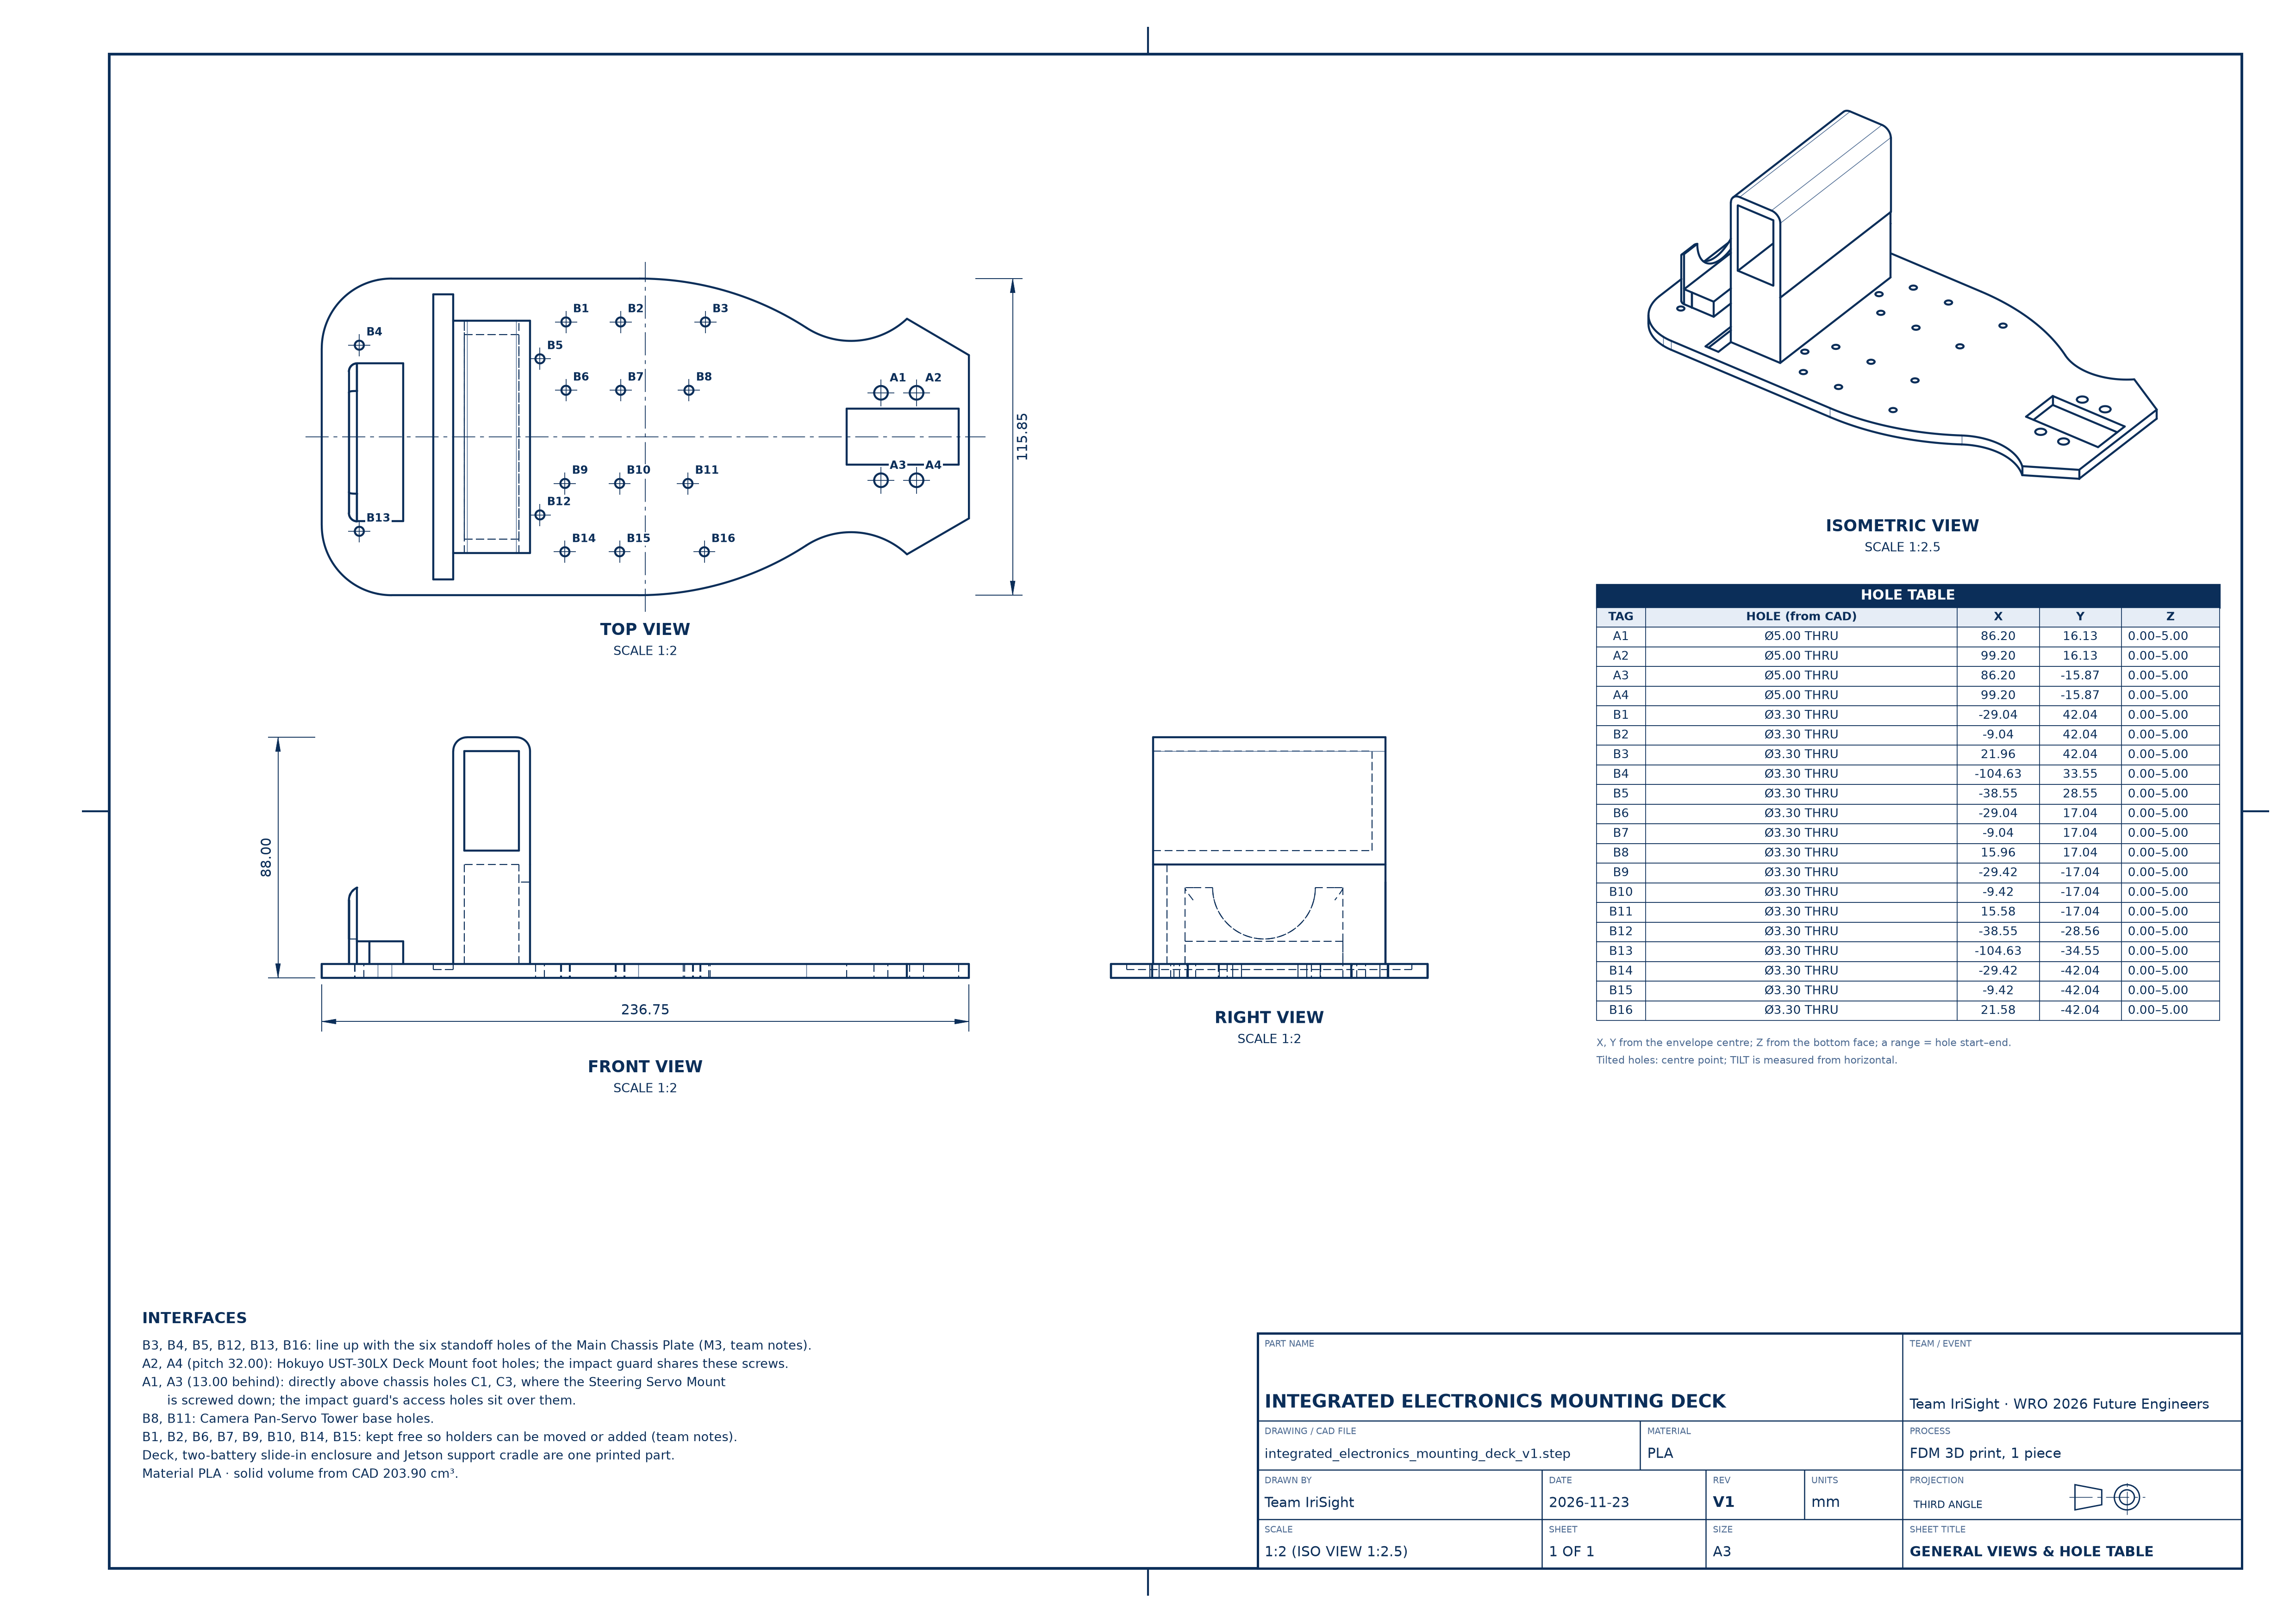 B1
B2
B3
B4
B5
B6
B7
B8
A1
A2
115.85
A3
A4
B9
B10
B11
B12
B13
B14
B15
B16
TOP VIEW
SCALE 1:2
ISOMETRIC VIEW
SCALE 1:2.5
88.00
236.75
FRONT VIEW
SCALE 1:2
RIGHT VIEW
SCALE 1:2
HOLE TABLE
TAG HOLE (from CAD) X Y Z
A1 Ø5.00 THRU 86.20 16.13 0.00–5.00
A2 Ø5.00 THRU 99.20 16.13 0.00–5.00
A3 Ø5.00 THRU 86.20 -15.87 0.00–5.00
A4 Ø5.00 THRU 99.20 -15.87 0.00–5.00
B1 Ø3.30 THRU -29.04 42.04 0.00–5.00
B2 Ø3.30 THRU -9.04 42.04 0.00–5.00
B3 Ø3.30 THRU 21.96 42.04 0.00–5.00
B4 Ø3.30 THRU -104.63 33.55 0.00–5.00
B5 Ø3.30 THRU -38.55 28.55 0.00–5.00
B6 Ø3.30 THRU -29.04 17.04 0.00–5.00
B7 Ø3.30 THRU -9.04 17.04 0.00–5.00
B8 Ø3.30 THRU 15.96 17.04 0.00–5.00
B9 Ø3.30 THRU -29.42 -17.04 0.00–5.00
B10 Ø3.30 THRU -9.42 -17.04 0.00–5.00
B11 Ø3.30 THRU 15.58 -17.04 0.00–5.00
B12 Ø3.30 THRU -38.55 -28.56 0.00–5.00
B13 Ø3.30 THRU -104.63 -34.55 0.00–5.00
B14 Ø3.30 THRU -29.42 -42.04 0.00–5.00
B15 Ø3.30 THRU -9.42 -42.04 0.00–5.00
B16 Ø3.30 THRU 21.58 -42.04 0.00–5.00
X, Y from the envelope centre; Z from the bottom face; a range = hole start–end.
Tilted holes: centre point; TILT is measured from horizontal.
INTERFACES
B3, B4, B5, B12, B13, B16: line up with the six standoff holes of the Main Chassis Plate (M3, team notes).
A2, A4 (pitch 32.00): Hokuyo UST-30LX Deck Mount foot holes; the impact guard shares these screws.
A1, A3 (13.00 behind): directly above chassis holes C1, C3, where the Steering Servo Mount
is screwed down; the impact guard's access holes sit over them.
B8, B11: Camera Pan-Servo Tower base holes.
B1, B2, B6, B7, B9, B10, B14, B15: kept free so holders can be moved or added (team notes).
Deck, two-battery slide-in enclosure and Jetson support cradle are one printed part.
Material PLA · solid volume from CAD 203.90 cm³.
PART NAME
INTEGRATED ELECTRONICS MOUNTING DECK
TEAM / EVENT
Team IriSight · WRO 2026 Future Engineers
DRAWING / CAD FILE
integrated_electronics_mounting_deck_v1.step
MATERIAL
PLA
PROCESS
FDM 3D print, 1 piece
DRAWN BY
Team IriSight
DATE
2026-11-23
REV
V1
UNITS
mm
PROJECTION
THIRD ANGLE
SCALE
1:2 (ISO VIEW 1:2.5)
SHEET
1 OF 1
SIZE
A3
SHEET TITLE
GENERAL VIEWS & HOLE TABLE